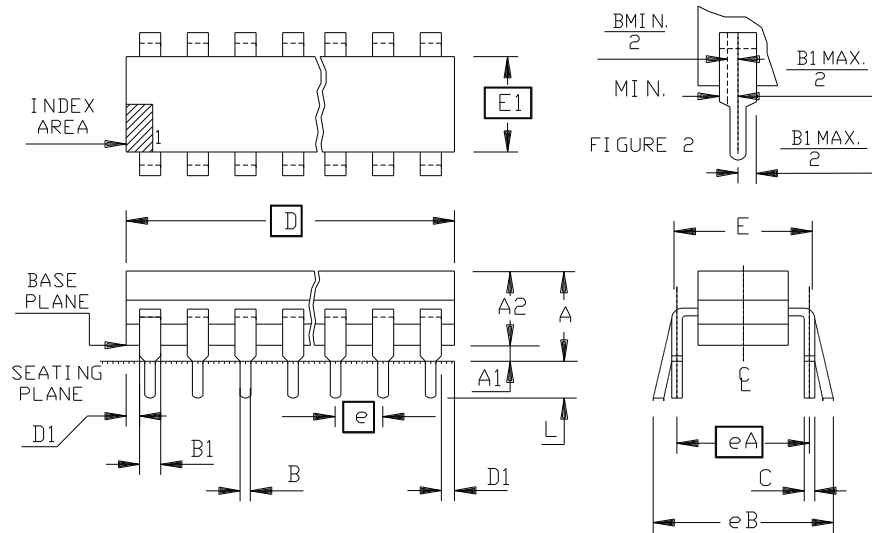 BMIN.
2
B1 MAX.
2
MIN.
E1
INDEX
AREA
1
FIGURE 2
B1 MAX.
2
D
E
BASE
PLANE
A2
A
SEATING
PLANE
A1
L
℄
D1
e
eA
B1
B
D1
C
eB